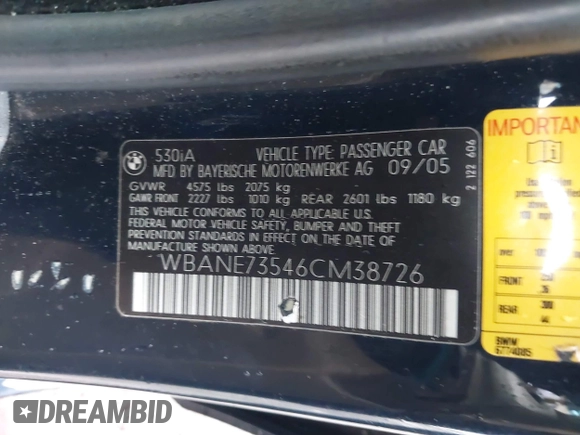 530iA VEHICLE TYPE: PASSENGER CAR
MFD BY BAYERISCHE MOTORENWERKE AG 09/05
GVWR 4575 lbs 2075 kg
GAWR FRONT 2227 lbs 1010 kg REAR 2601 lbs 1180 kg
THIS VEHICLE CONFORMS TO ALL APPLICABLE U.S.
FEDERAL MOTOR VEHICLE SAFETY, BUMPER, AND THEFT
PREVENTION STANDARDS IN EFFECT ON THE DATE OF
MANUFACTURE SHOWN ABOVE.
WBANE73546CM38726
2 122 606
IMPORTAN
FRONT
REAR
BMW
6774085
DREAMBID